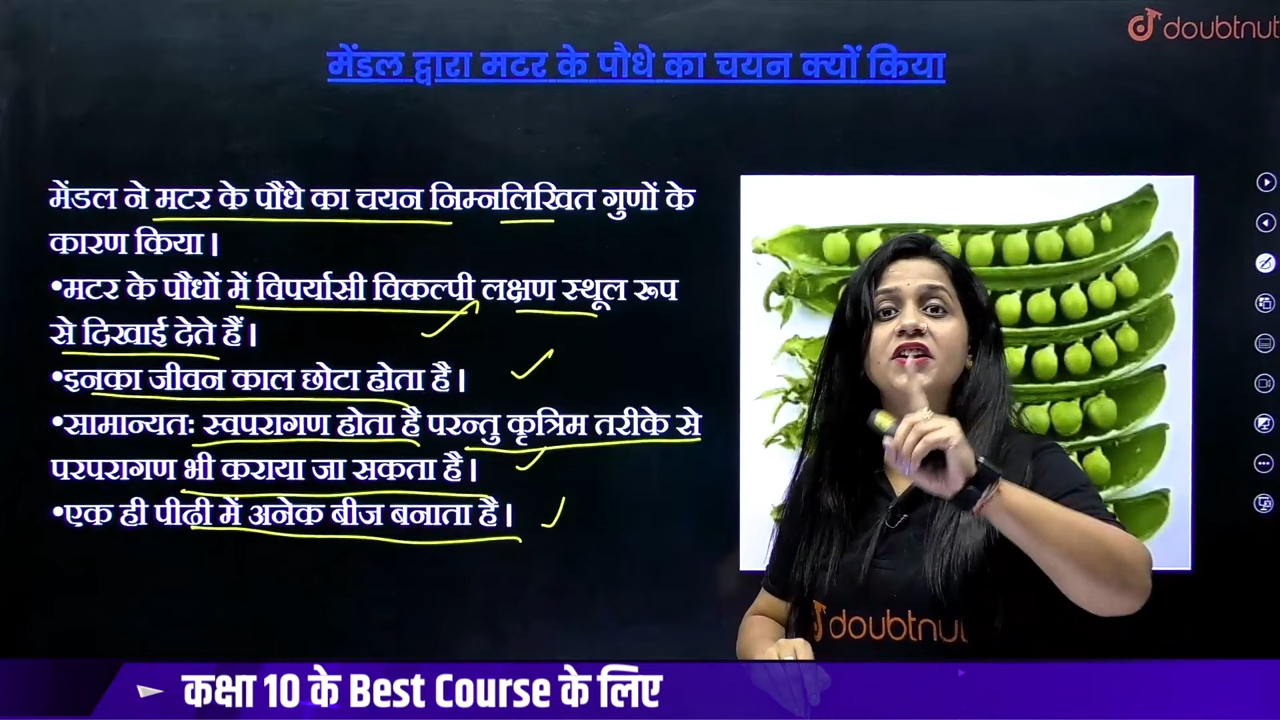 doubtnut
मेंडल द्वारा मटर के पौधे का चयन क्यों किया
मेंडल ने मटर के पौधे का चयन निम्नलिखित गुणों के
कारण किया।
•मटर के पौधों में विपर्यासी विकल्पी लक्षण स्थूल रूप
से दिखाई देते हैं।
•इनका जीवन काल छोटा होता है।
•सामान्यतः स्वपरागण होता है परन्तु कृत्रिम तरीके से
परपरागण भी कराया जा सकता है।
•एक ही पीढी में अनेक बीज बनाता है।
doubtnut
कक्षा 10 के Best Course के लिए